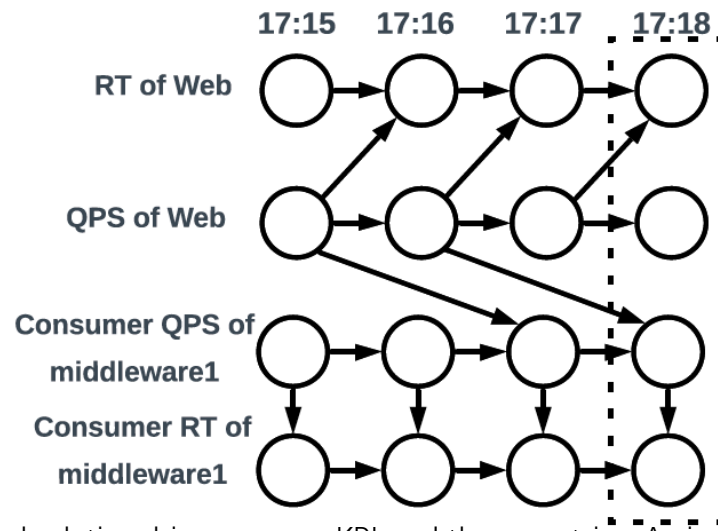 17:15 17:16 17:17 17:18
RT of Web
QPS of Web
Consumer QPS of
middleware1
Consumer RT of
middleware1